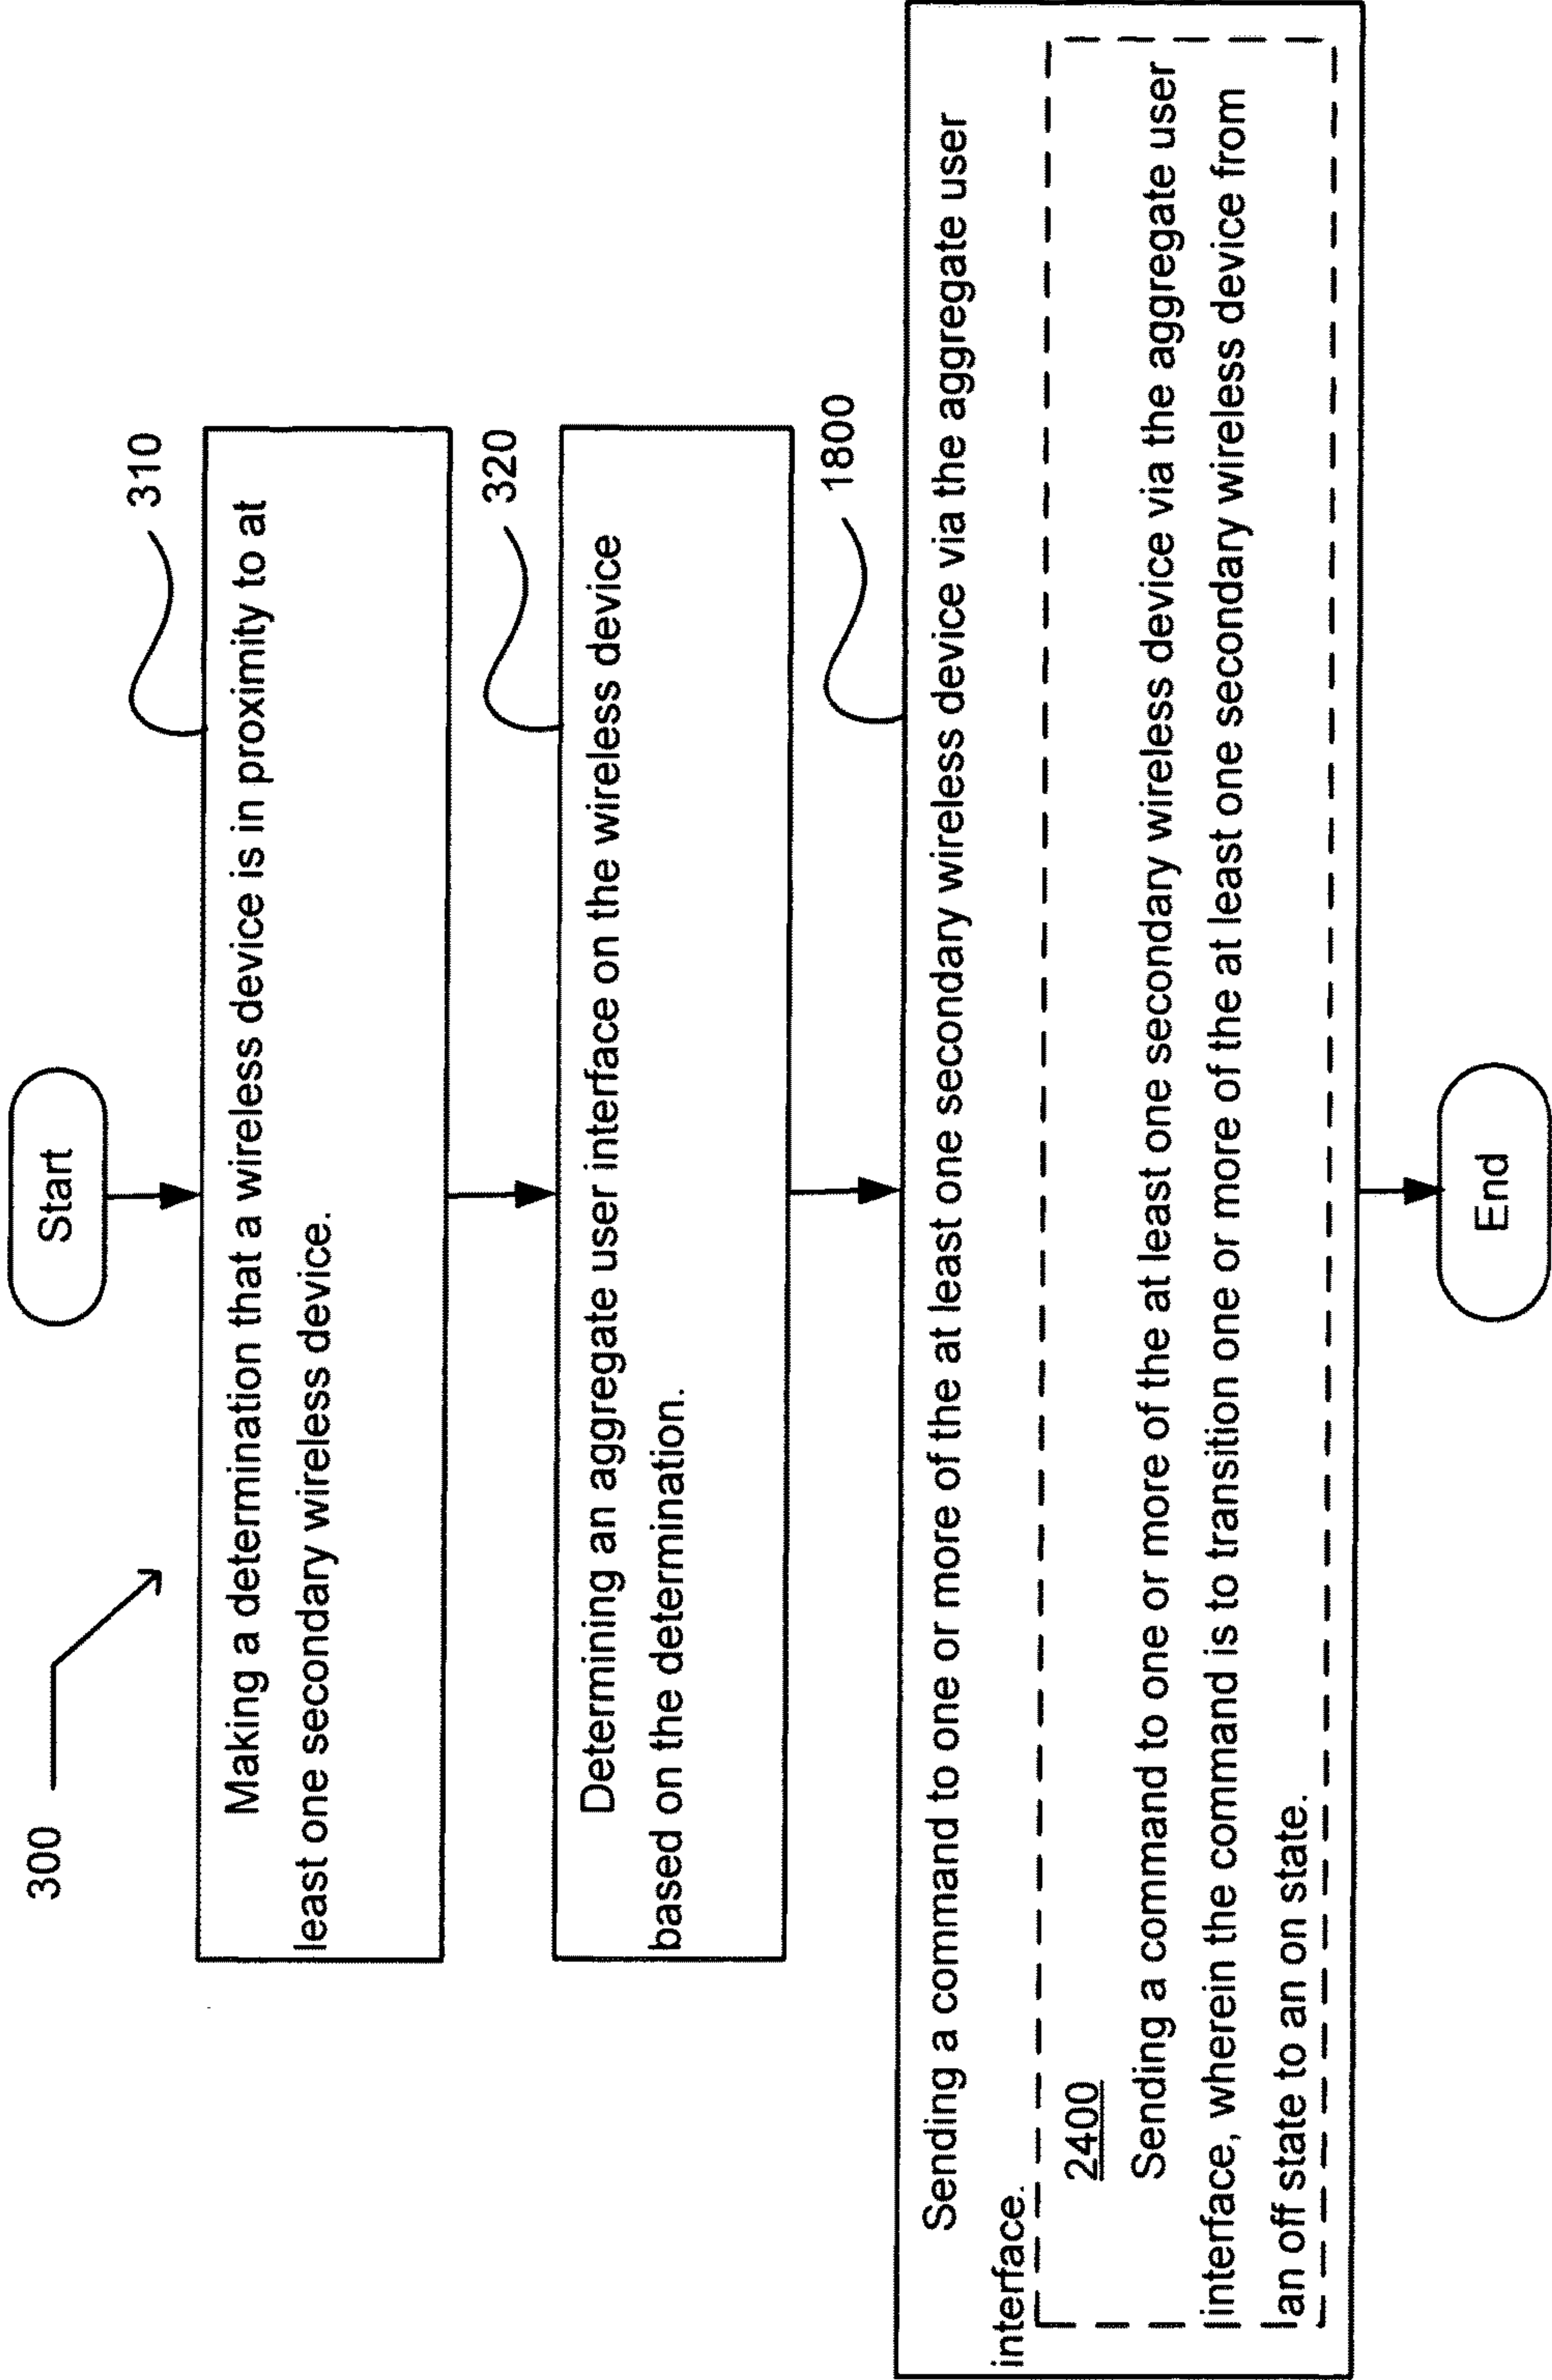 300
Start
310
Making a determination that a wireless device is in proximity to at
least one secondary wireless device.
320
Determining an aggregate user interface on the wireless device
based on the determination.
1800
Sending a command to one or more of the at least one secondary wireless device via the aggregate user
interface.
2400
Sending a command to one or more of the at least one secondary wireless device via the aggregate user
interface, wherein the command is to transition one or more of the at least one secondary wireless device from
an off state to an on state.
End